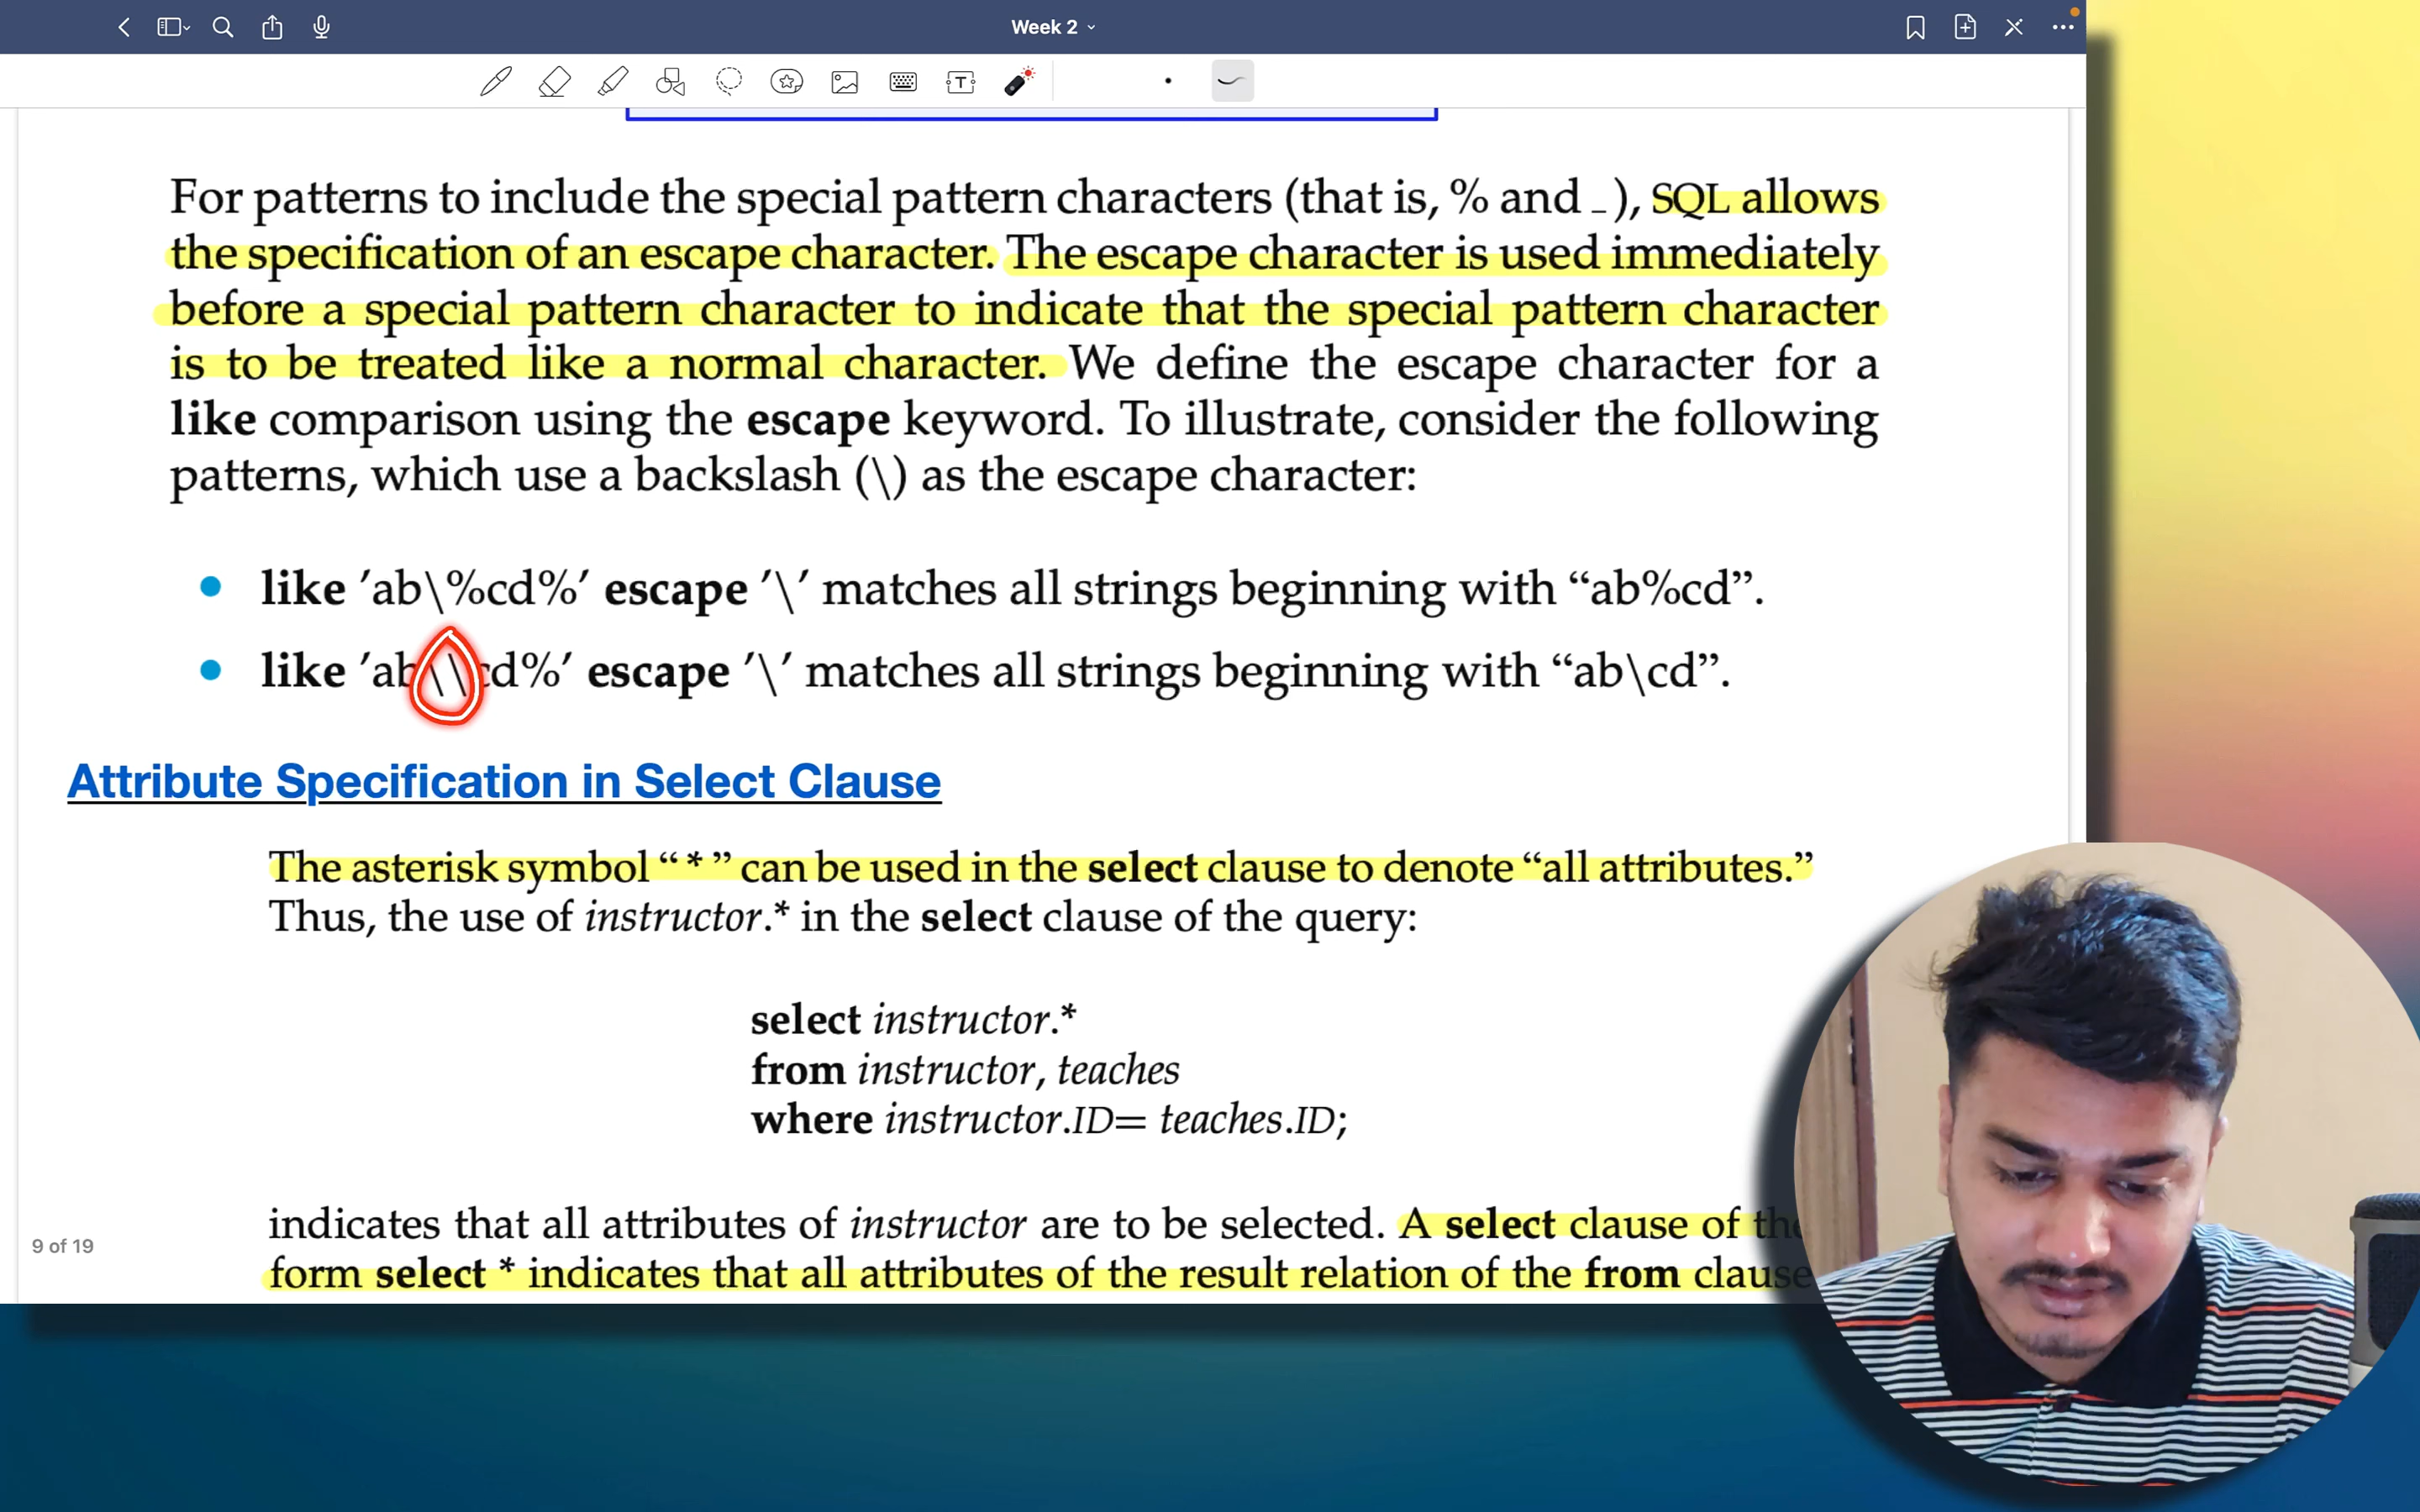 Week 2
For patterns to include the special pattern characters (that is, % and _ ), SQL allows
the specification of an escape character. The escape character is used immediately
before a special pattern character to indicate that the special pattern character
is to be treated like a normal character. We define the escape character for a
like comparison using the escape keyword. To illustrate, consider the following
patterns, which use a backslash (\) as the escape character:
• like ’ab\%cd%’ escape ’\’ matches all strings beginning with “ab%cd”.
• like ’ab\\cd%’ escape ’\’ matches all strings beginning with “ab\cd”.
Attribute Specification in Select Clause
The asterisk symbol “ * ” can be used in the select clause to denote “all attributes.”
Thus, the use of instructor.* in the select clause of the query:
select instructor.*
from instructor, teaches
where instructor.ID= teaches.ID;
indicates that all attributes of instructor are to be selected. A select clause of the
form select * indicates that all attributes of the result relation of the from clause
9 of 19